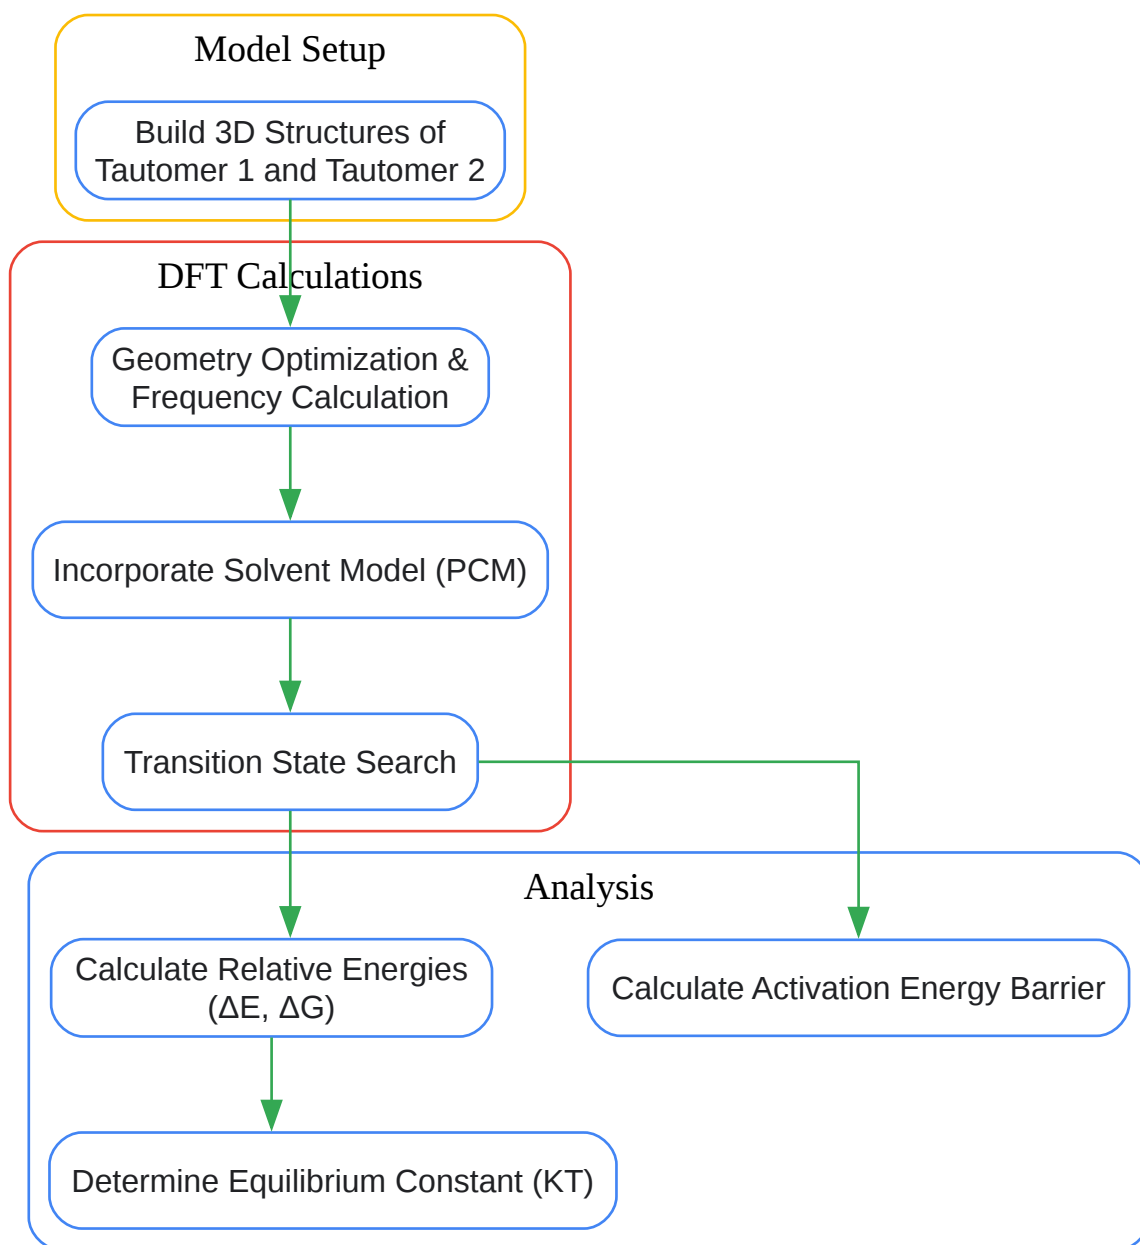 Model Setup
Build 3D Structures of
Tautomer 1 and Tautomer 2
DFT Calculations
Geometry Optimization &
Frequency Calculation
Incorporate Solvent Model (PCM)
Transition State Search
Analysis
Calculate Relative Energies
(ΔE, ΔG)
Calculate Activation Energy Barrier
Determine Equilibrium Constant (KT)